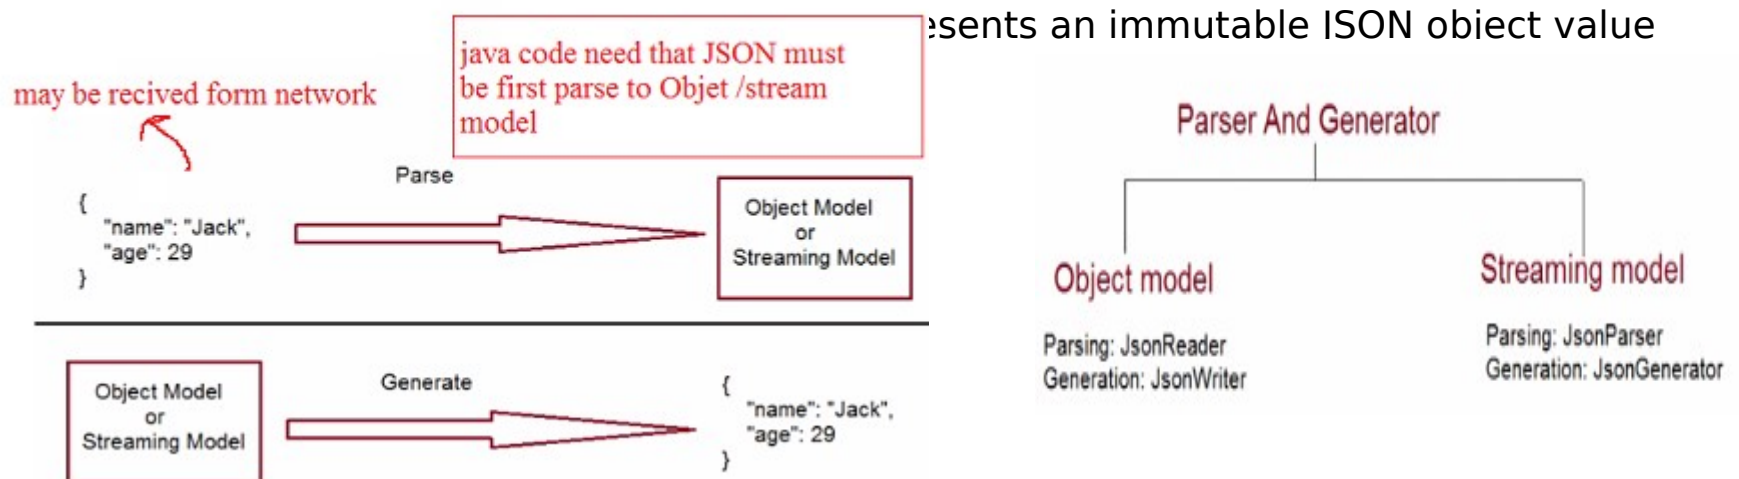 esents an immutable JSON object value
java code need that JSON must
be first parse to Objet /stream
model
may be recived form network
Parse
{
"name": "Jack",
"age": 29
}
Object Model
or
Streaming Model
Object Model
or
Streaming Model
Generate
{
"name": "Jack",
"age": 29
}
Parser And Generator
Object model
Parsing: JsonReader
Generation: JsonWriter
Streaming model
Parsing: JsonParser
Generation: JsonGenerator